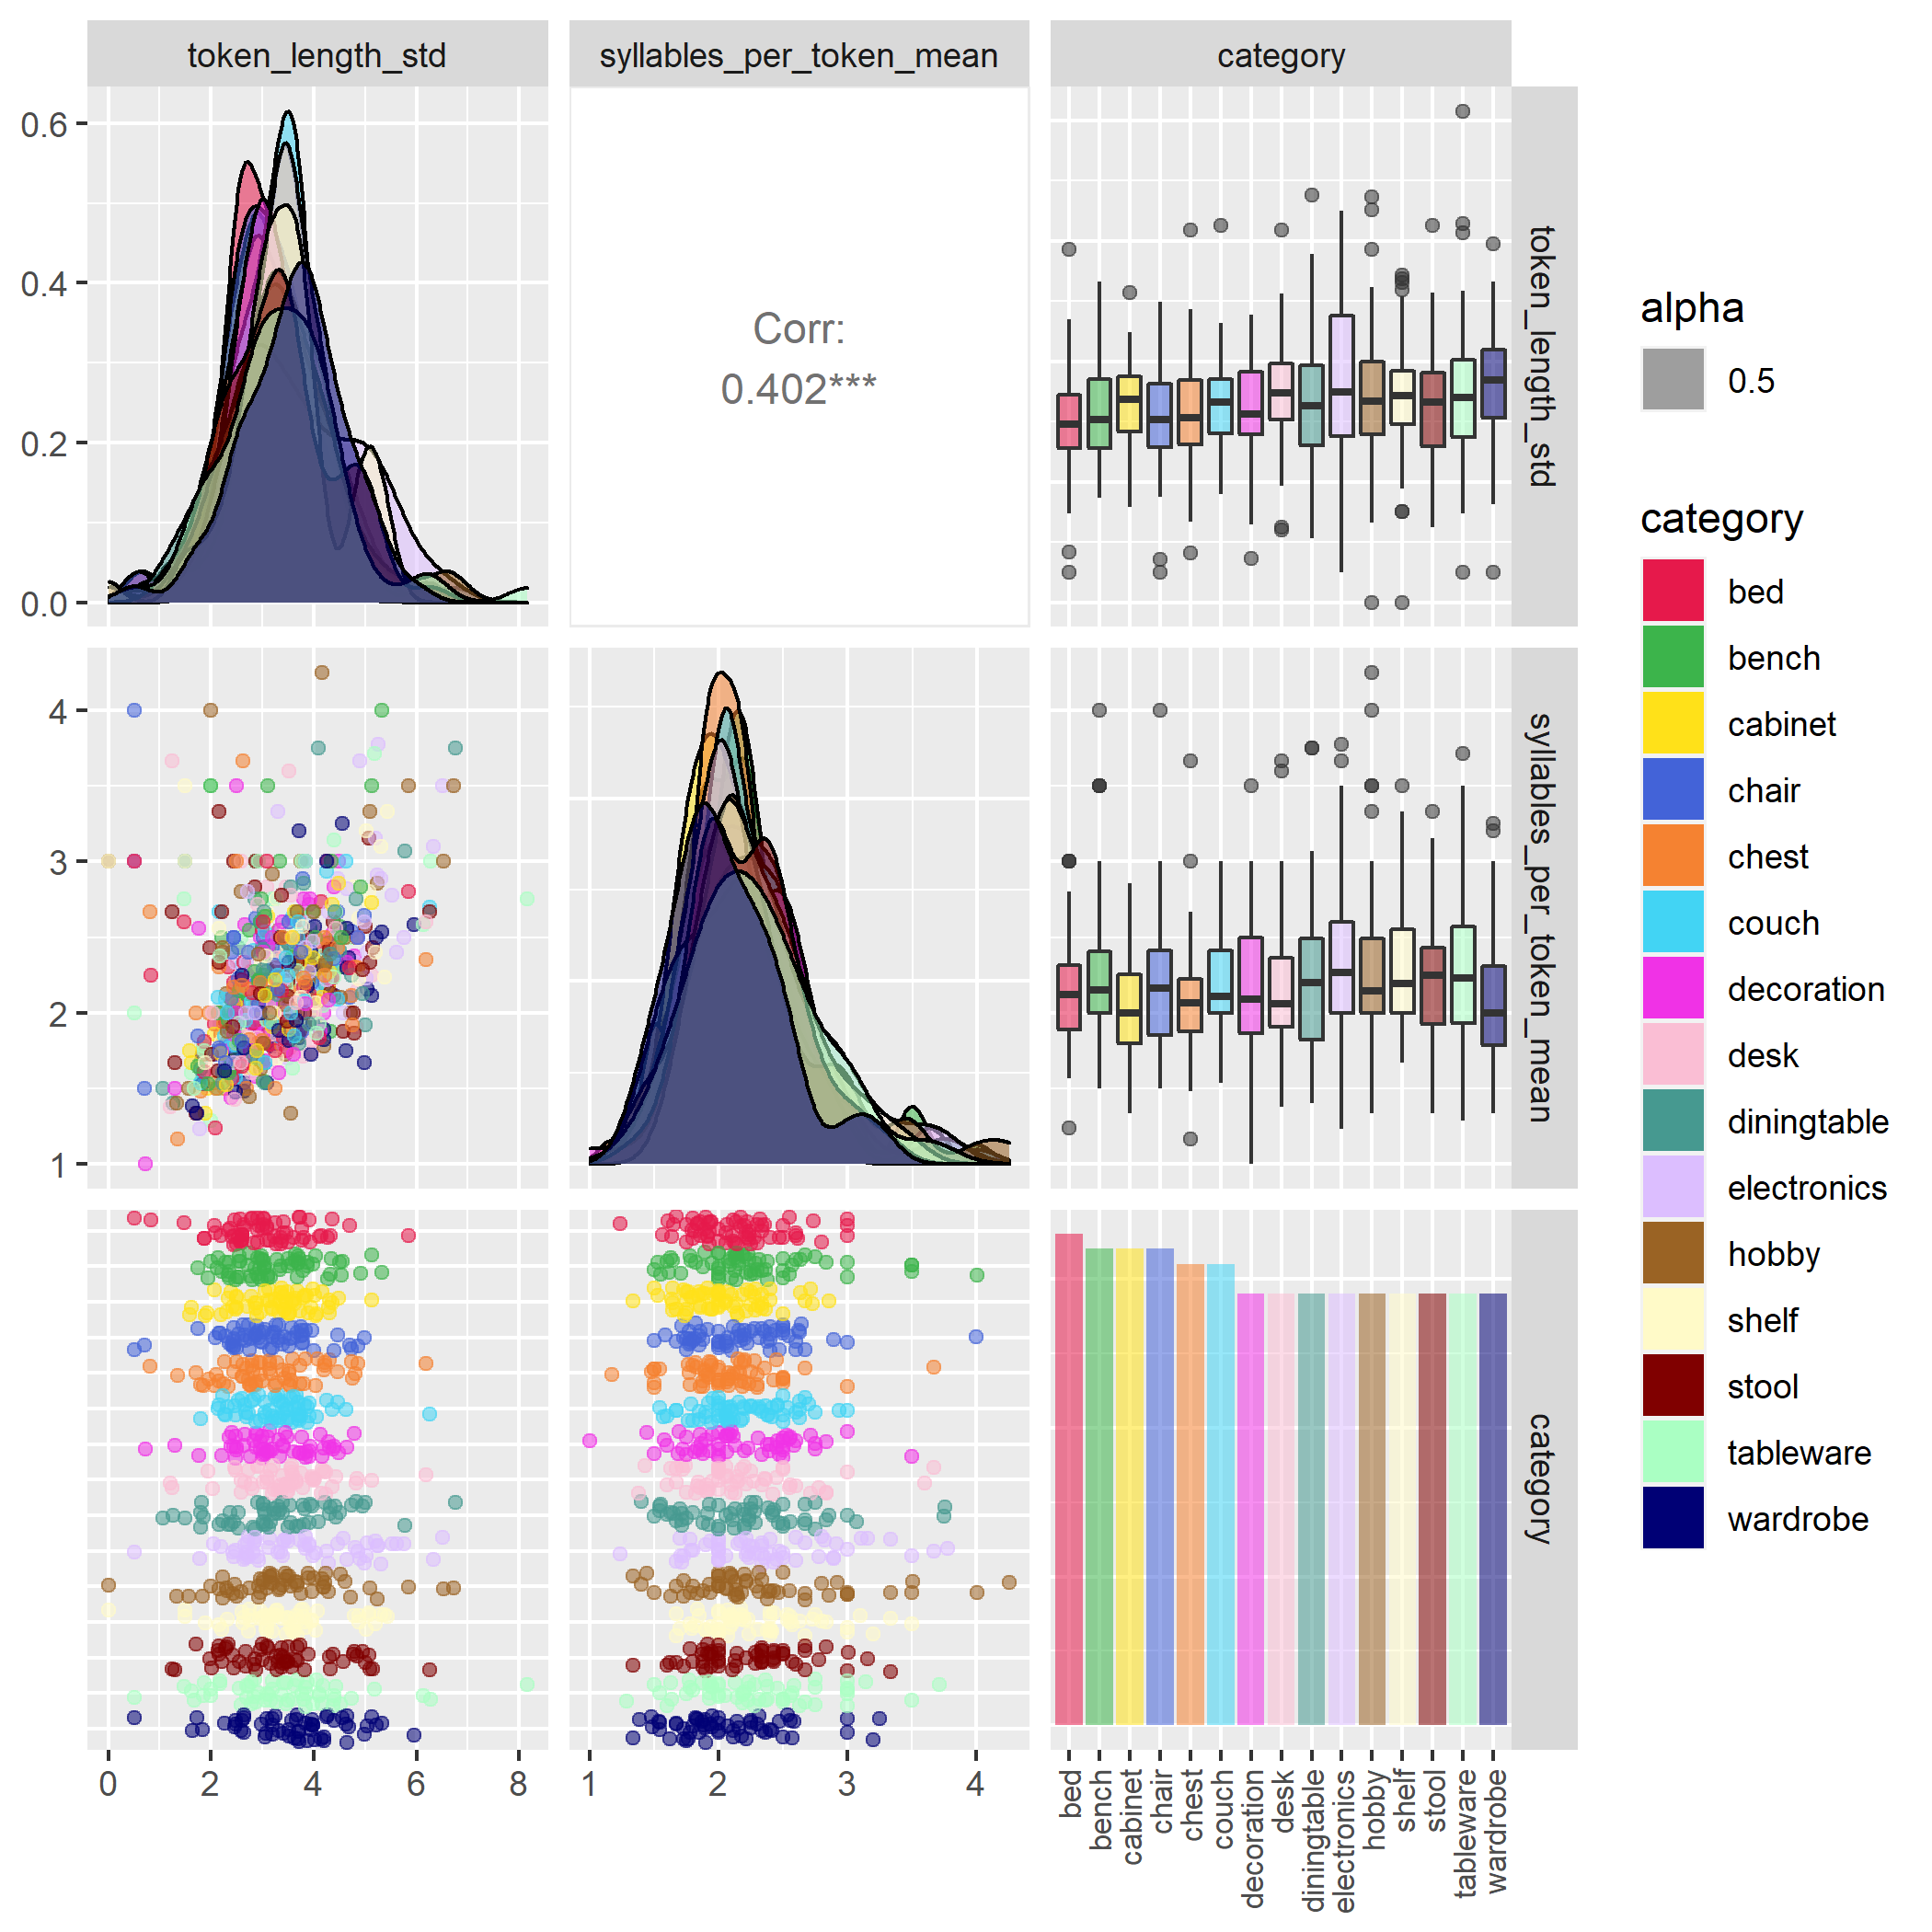 token_length_std
syllables_per_token_mean
category
0.6
0.4
0.2
0.0
Corr:
0.402***
token_length_std
4
3
2
1
syllables_per_token_mean
category
0
2
4
6
8
1
2
3
4
bed
bench
cabinet
chair
chest
couch
decoration
desk
diningtable
electronics
hobby
shelf
stool
tableware
wardrobe
alpha
0.5
category
bed
bench
cabinet
chair
chest
couch
decoration
desk
diningtable
electronics
hobby
shelf
stool
tableware
wardrobe